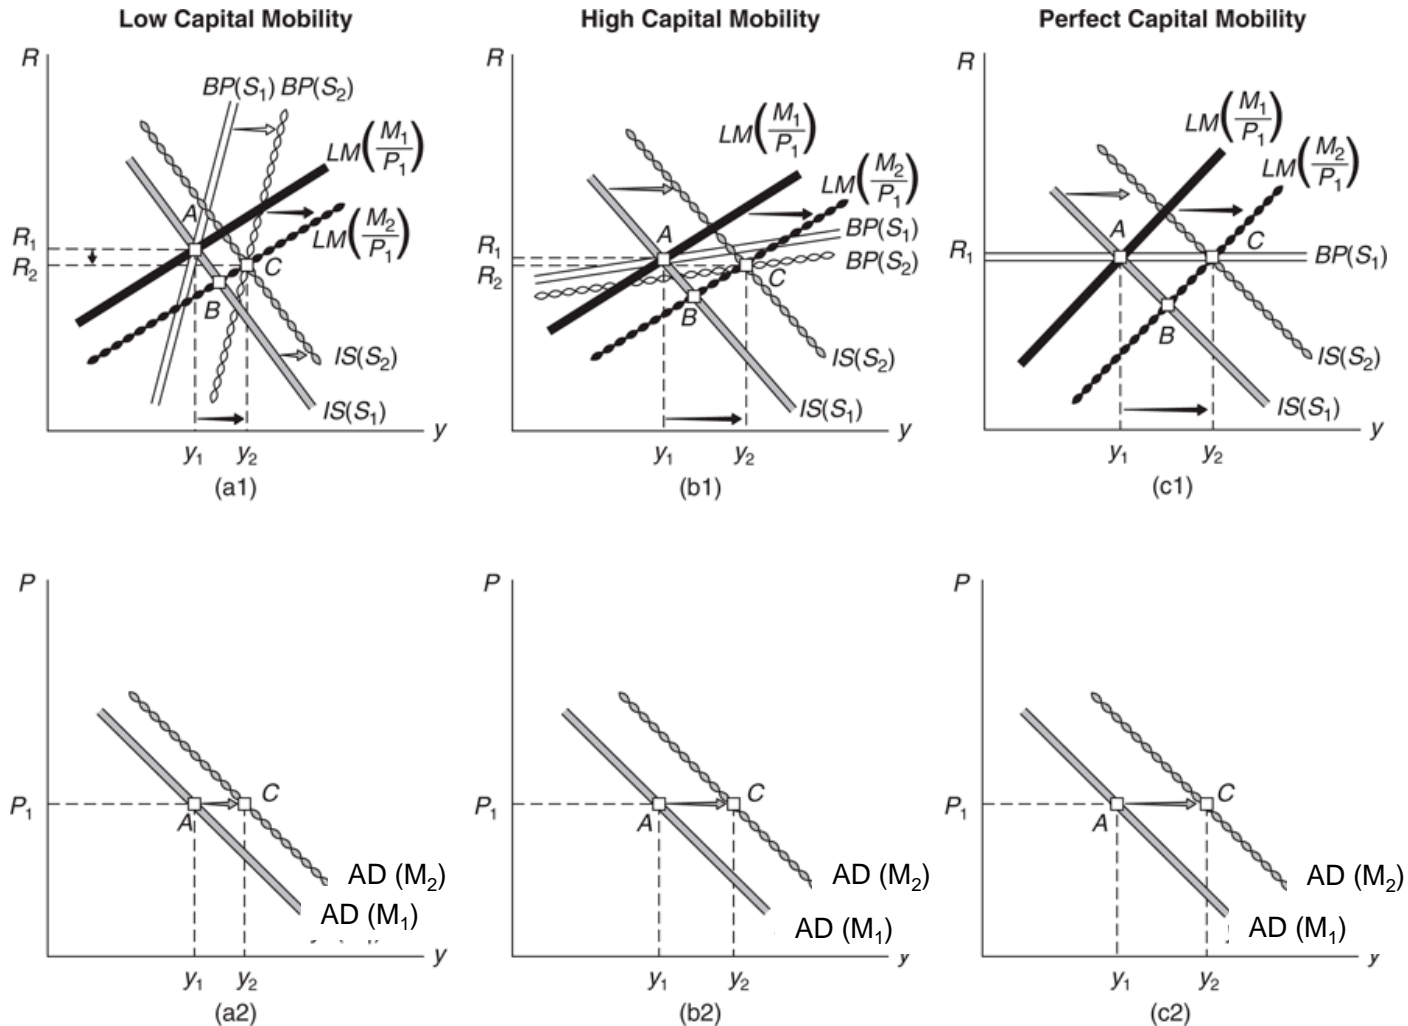 Low Capital Mobility
R
BP(S₁) BP(S₂)
LM(M₁/P₁)
LM(M₂/P₁)
A
R₁
R₂
C
B
IS(S₂)
IS(S₁)
y
y₁ y₂
(a1)
High Capital Mobility
R
LM(M₁/P₁)
LM(M₂/P₁)
BP(S₁)
BP(S₂)
A
R₁
R₂
C
B
IS(S₂)
IS(S₁)
y
y₁ y₂
(b1)
Perfect Capital Mobility
R
LM(M₁/P₁)
LM(M₂/P₁)
A
C
R₁
BP(S₁)
B
IS(S₂)
IS(S₁)
y
y₁ y₂
(c1)
P
P₁
C
A
AD (M₂)
AD (M₁)
y
y₁ y₂
(a2)
P
P₁
C
A
AD (M₂)
AD (M₁)
y
y₁ y₂
(b2)
P
P₁
C
A
AD (M₂)
AD (M₁)
y
y₁ y₂
(c2)